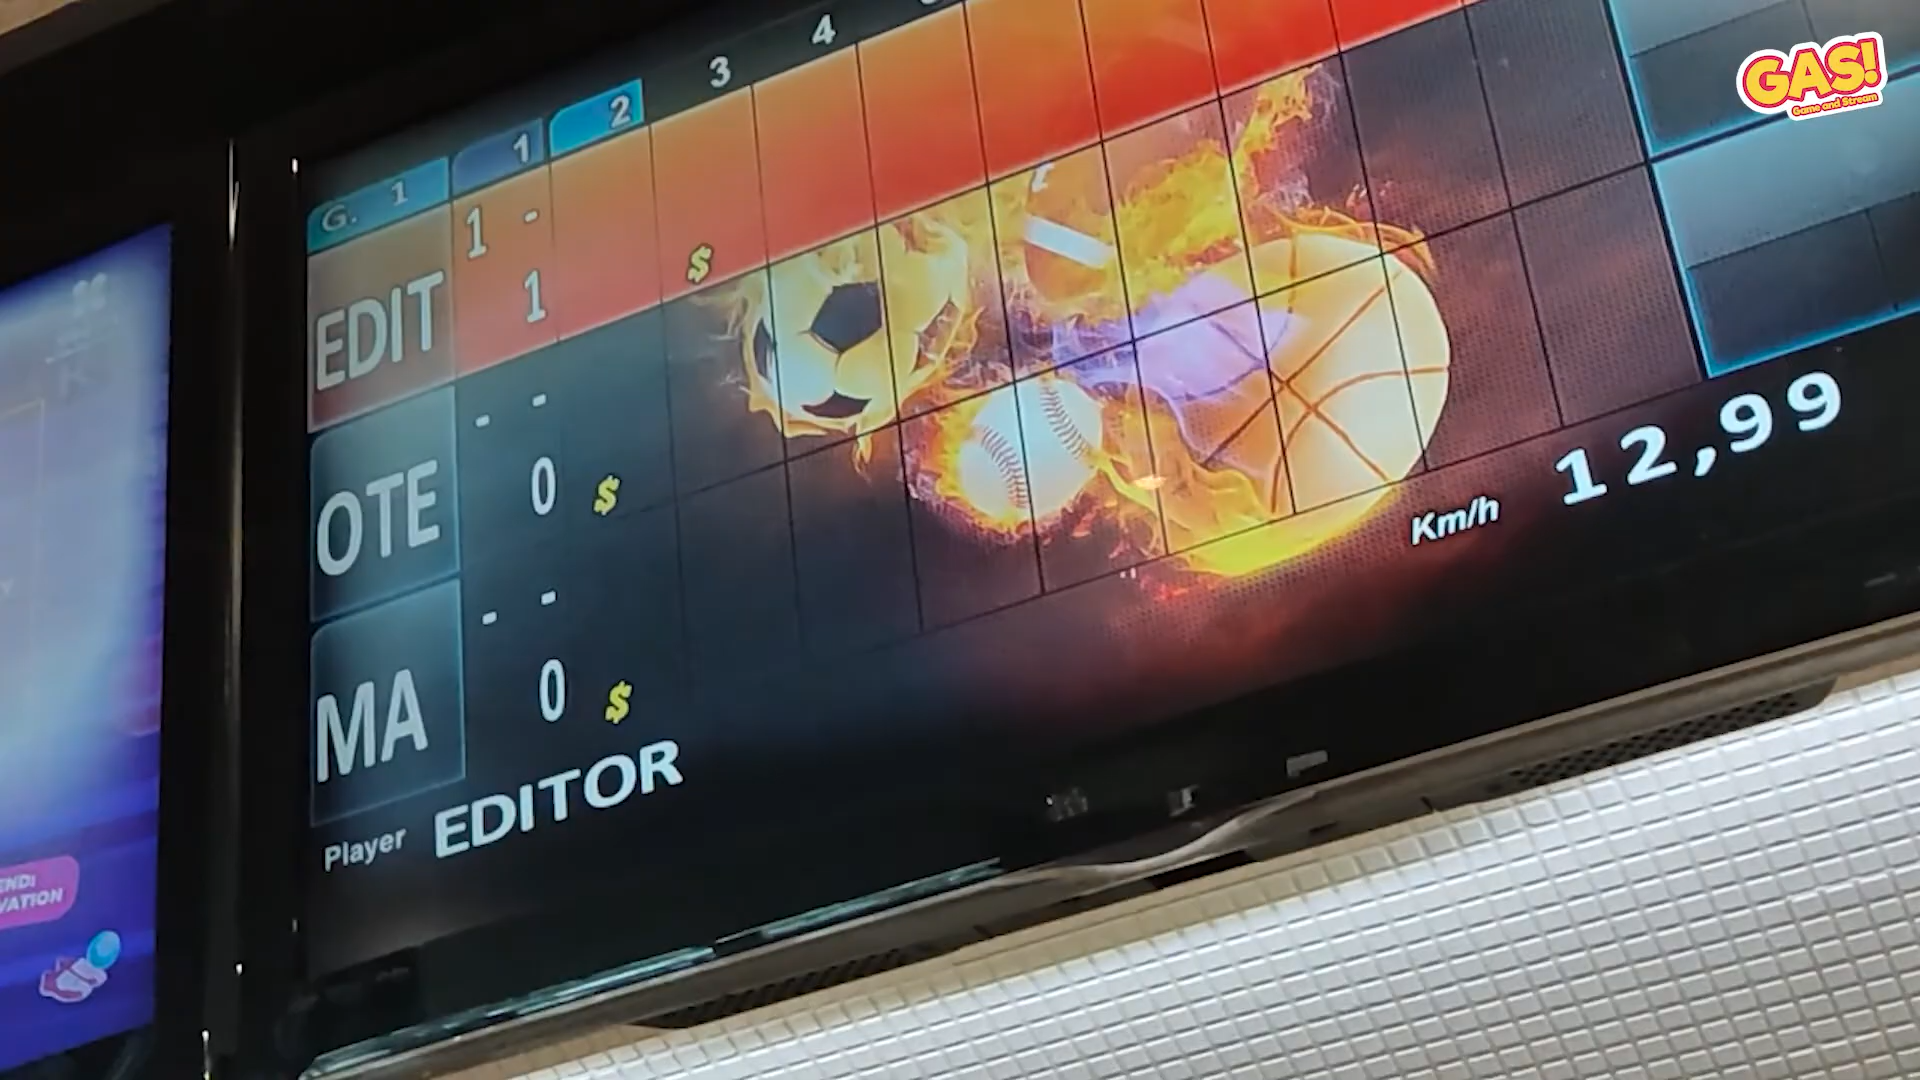 GAS!
Game and Stream
G. 1 1 2 3 4
EDIT 1 -
1 $
OTE - -
0 $
MA - -
0 $
Player EDITOR
Km/h 12,99